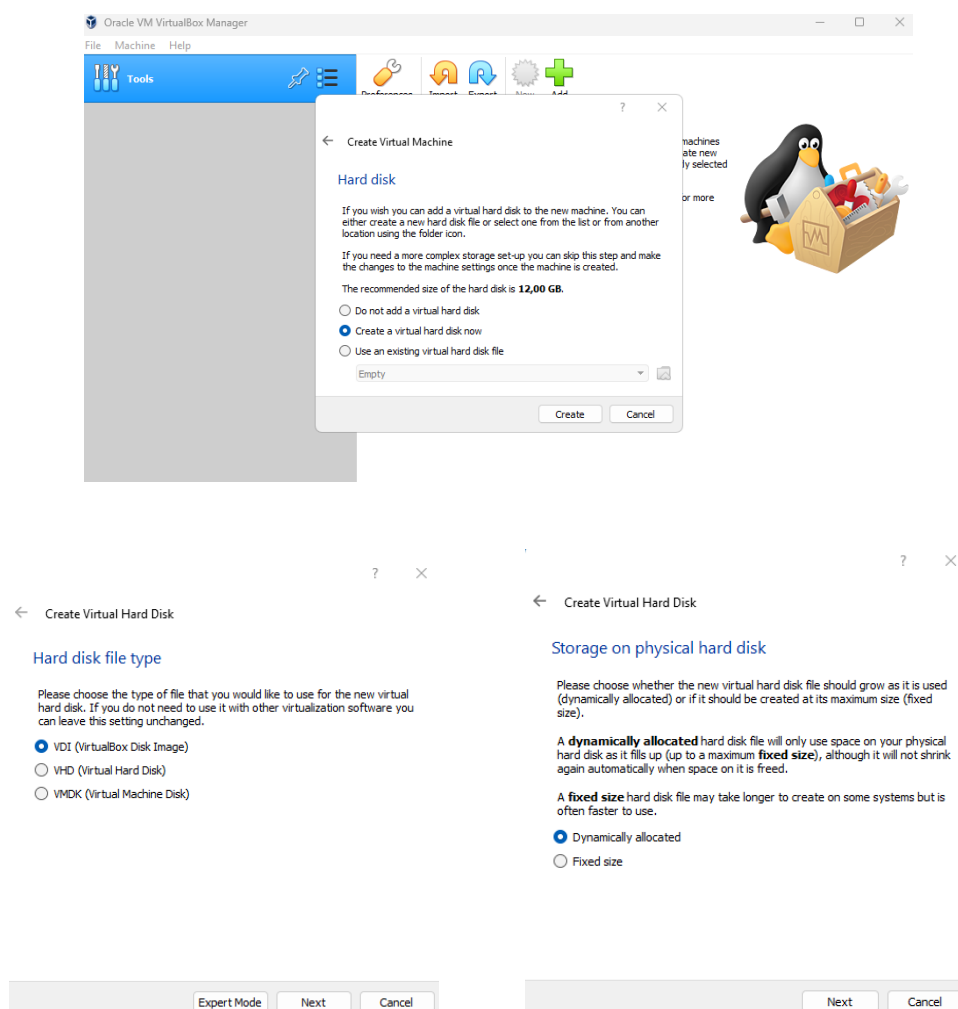 Oracle VM VirtualBox Manager
File Machine Help
Tools
Preferences Import Export New Add
? ×
← Create Virtual Machine
machines
ate new
ly selected
or more
Hard disk
If you wish you can add a virtual hard disk to the new machine. You can
either create a new hard disk file or select one from the list or from another
location using the folder icon.
If you need a more complex storage set-up you can skip this step and make
the changes to the machine settings once the machine is created.
The recommended size of the hard disk is 12,00 GB.
Do not add a virtual hard disk
Create a virtual hard disk now
Use an existing virtual hard disk file
Empty
Create Cancel
? ×
← Create Virtual Hard Disk
Hard disk file type
Please choose the type of file that you would like to use for the new virtual
hard disk. If you do not need to use it with other virtualization software you
can leave this setting unchanged.
VDI (VirtualBox Disk Image)
VHD (Virtual Hard Disk)
VMDK (Virtual Machine Disk)
Expert Mode Next Cancel
? ×
← Create Virtual Hard Disk
Storage on physical hard disk
Please choose whether the new virtual hard disk file should grow as it is used
(dynamically allocated) or if it should be created at its maximum size (fixed
size).
A dynamically allocated hard disk file will only use space on your physical
hard disk as it fills up (up to a maximum fixed size), although it will not shrink
again automatically when space on it is freed.
A fixed size hard disk file may take longer to create on some systems but is
often faster to use.
Dynamically allocated
Fixed size
Next Cancel